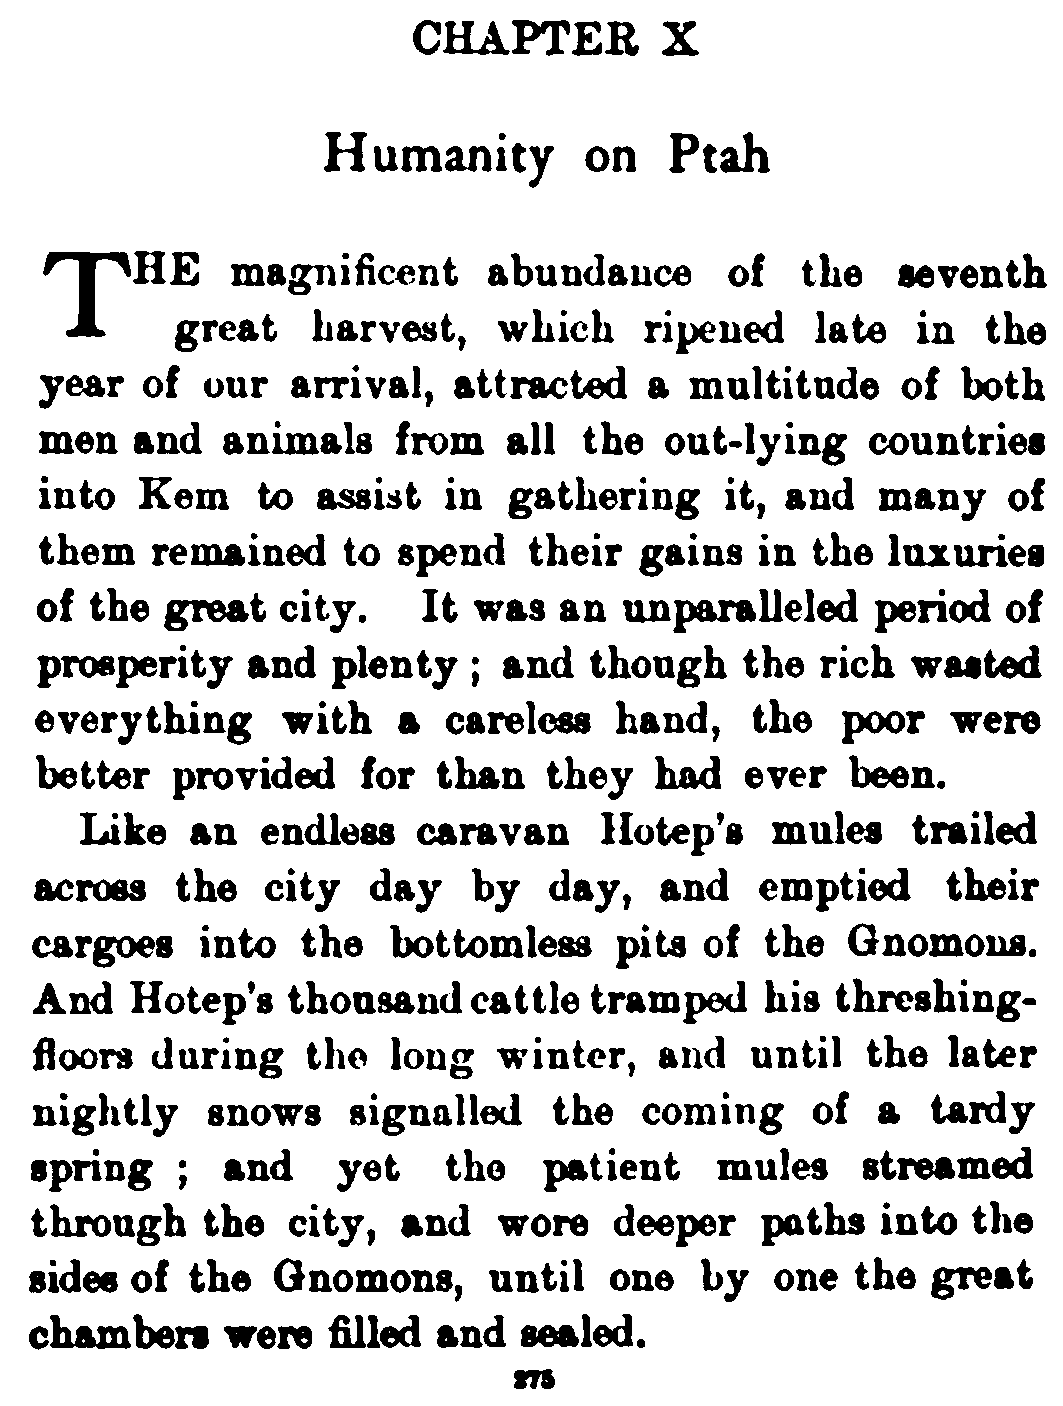 CHAPTER X
Humanity on Ptah
THE magnificent abundance of the seventh
great harvest, which ripened late in the
year of our arrival, attracted a multitude of both
men and animals from all the out-lying countries
into Kem to assist in gathering it, and many of
them remained to spend their gains in the luxuries
of the great city. It was an unparalleled period of
prosperity and plenty ; and though the rich wasted
everything with a careless hand, the poor were
better provided for than they had ever been.
Like an endless caravan Hotep's mules trailed
across the city day by day, and emptied their
cargoes into the bottomless pits of the Gnomons.
And Hotep's thousand cattle tramped his threshing-
floors during the long winter, and until the later
nightly snows signalled the coming of a tardy
spring ; and yet the patient mules streamed
through the city, and wore deeper paths into the
sides of the Gnomons, until one by one the great
chambers were filled and sealed.
275